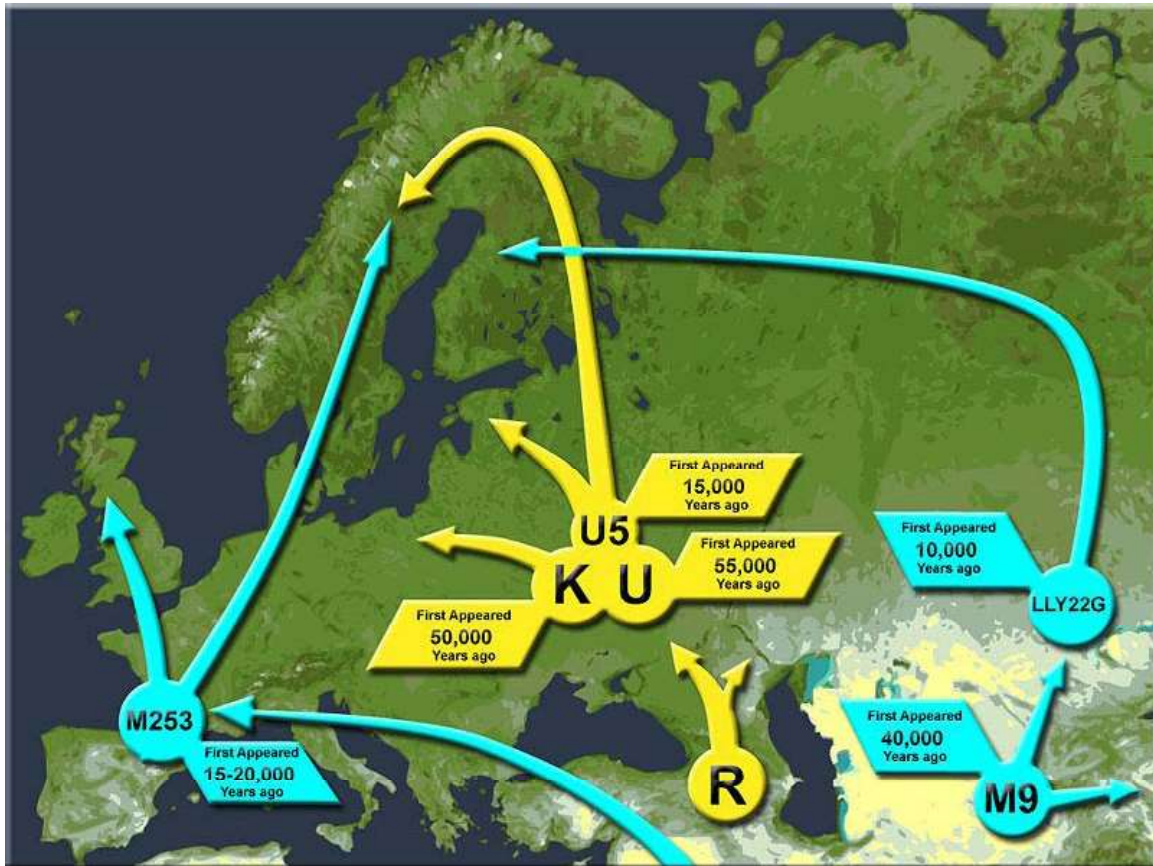 First Appeared
15,000
Years ago
U5
First Appeared
55,000
Years ago
K U
First Appeared
50,000
Years ago
First Appeared
10,000
Years ago
LLY22G
M253
First Appeared
15-20,000
Years ago
R
First Appeared
40,000
Years ago
M9